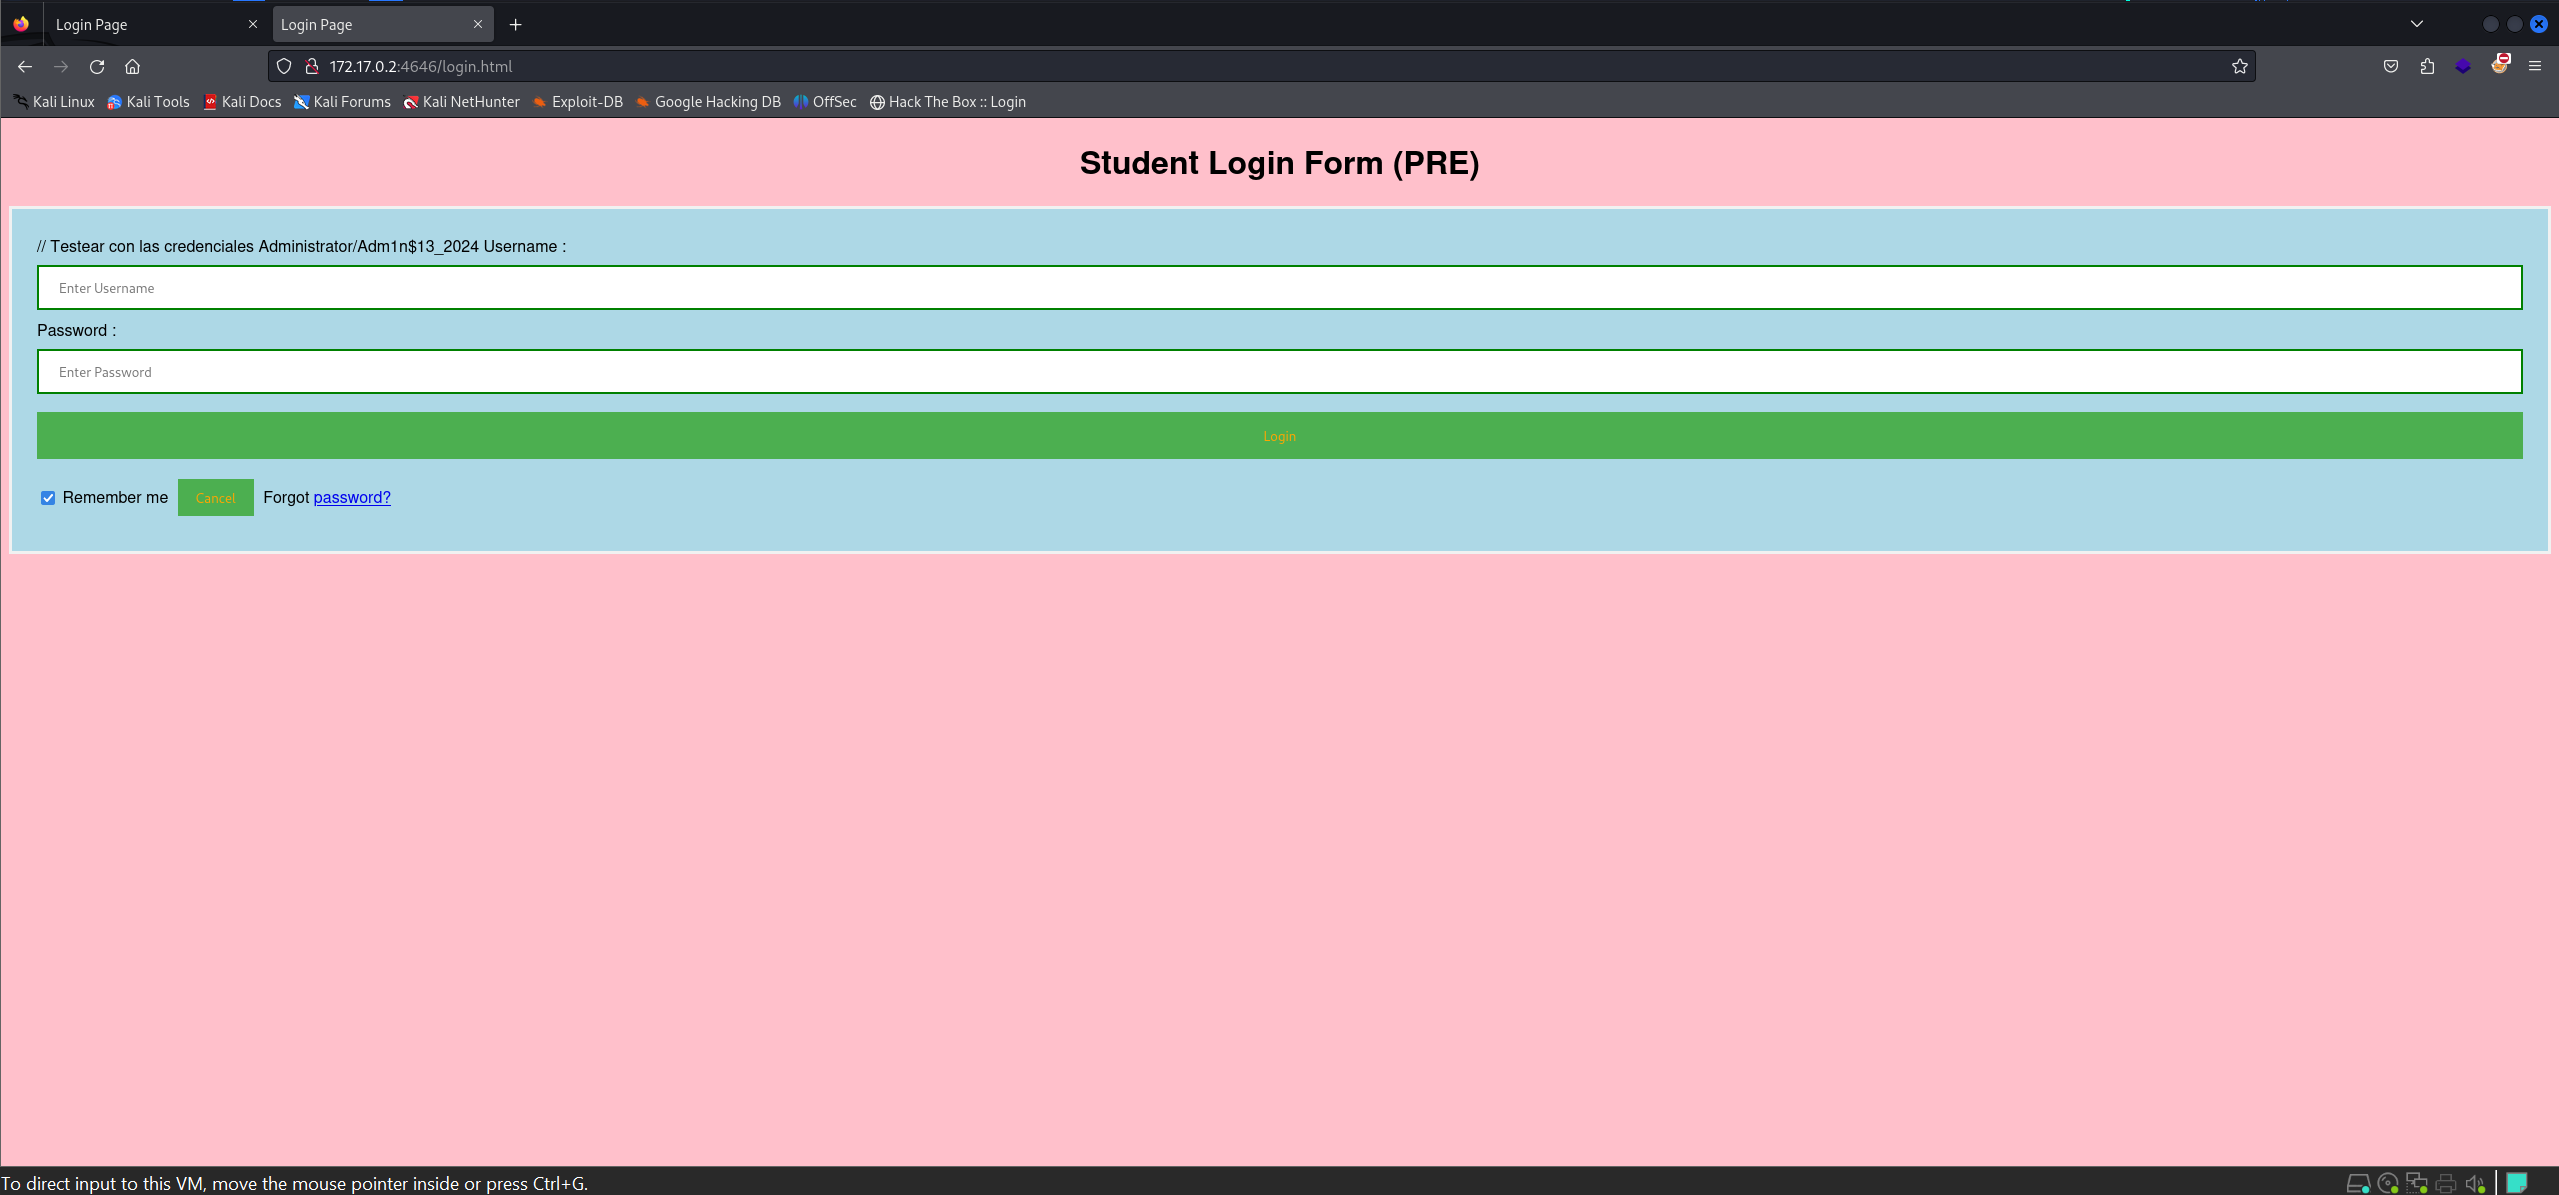 Login Page
Login Page
172.17.0.2:4646/login.html
Kali Linux Kali Tools Kali Docs Kali Forums Kali NetHunter Exploit-DB Google Hacking DB OffSec Hack The Box :: Login
Student Login Form (PRE)
// Testear con las credenciales Administrator/Adm1n$13_2024 Username :
Enter Username
Password :
Enter Password
Login
Remember me Cancel Forgot password?
To direct input to this VM, move the mouse pointer inside or press Ctrl+G.